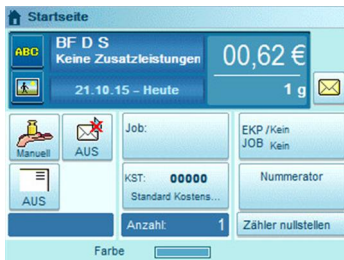 Startseite
ABC
BF D S
Keine Zusatzleistungen
00,62 €
21.10.15 – Heute
1 g
Manuell
AUS
Job:
EKP /Kein
JOB Kein
AUS
KST: 00000
Standard Kostens...
Nummerator
Anzahl: 1
Zähler nullstellen
Farbe